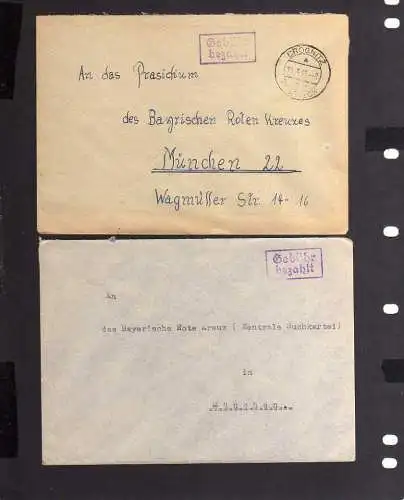 Gebühr
bezahlt
CROGNITZ
An das Präsidium
des Bayrischen Roten Kreuzes
München 22
Wagmüller Str. 14-16
Gebühr
bezahlt
An
das Bayerische Rote Kreuz ( Zentrale Suchkartei)
in
M.ü.n.c.h.e.n..